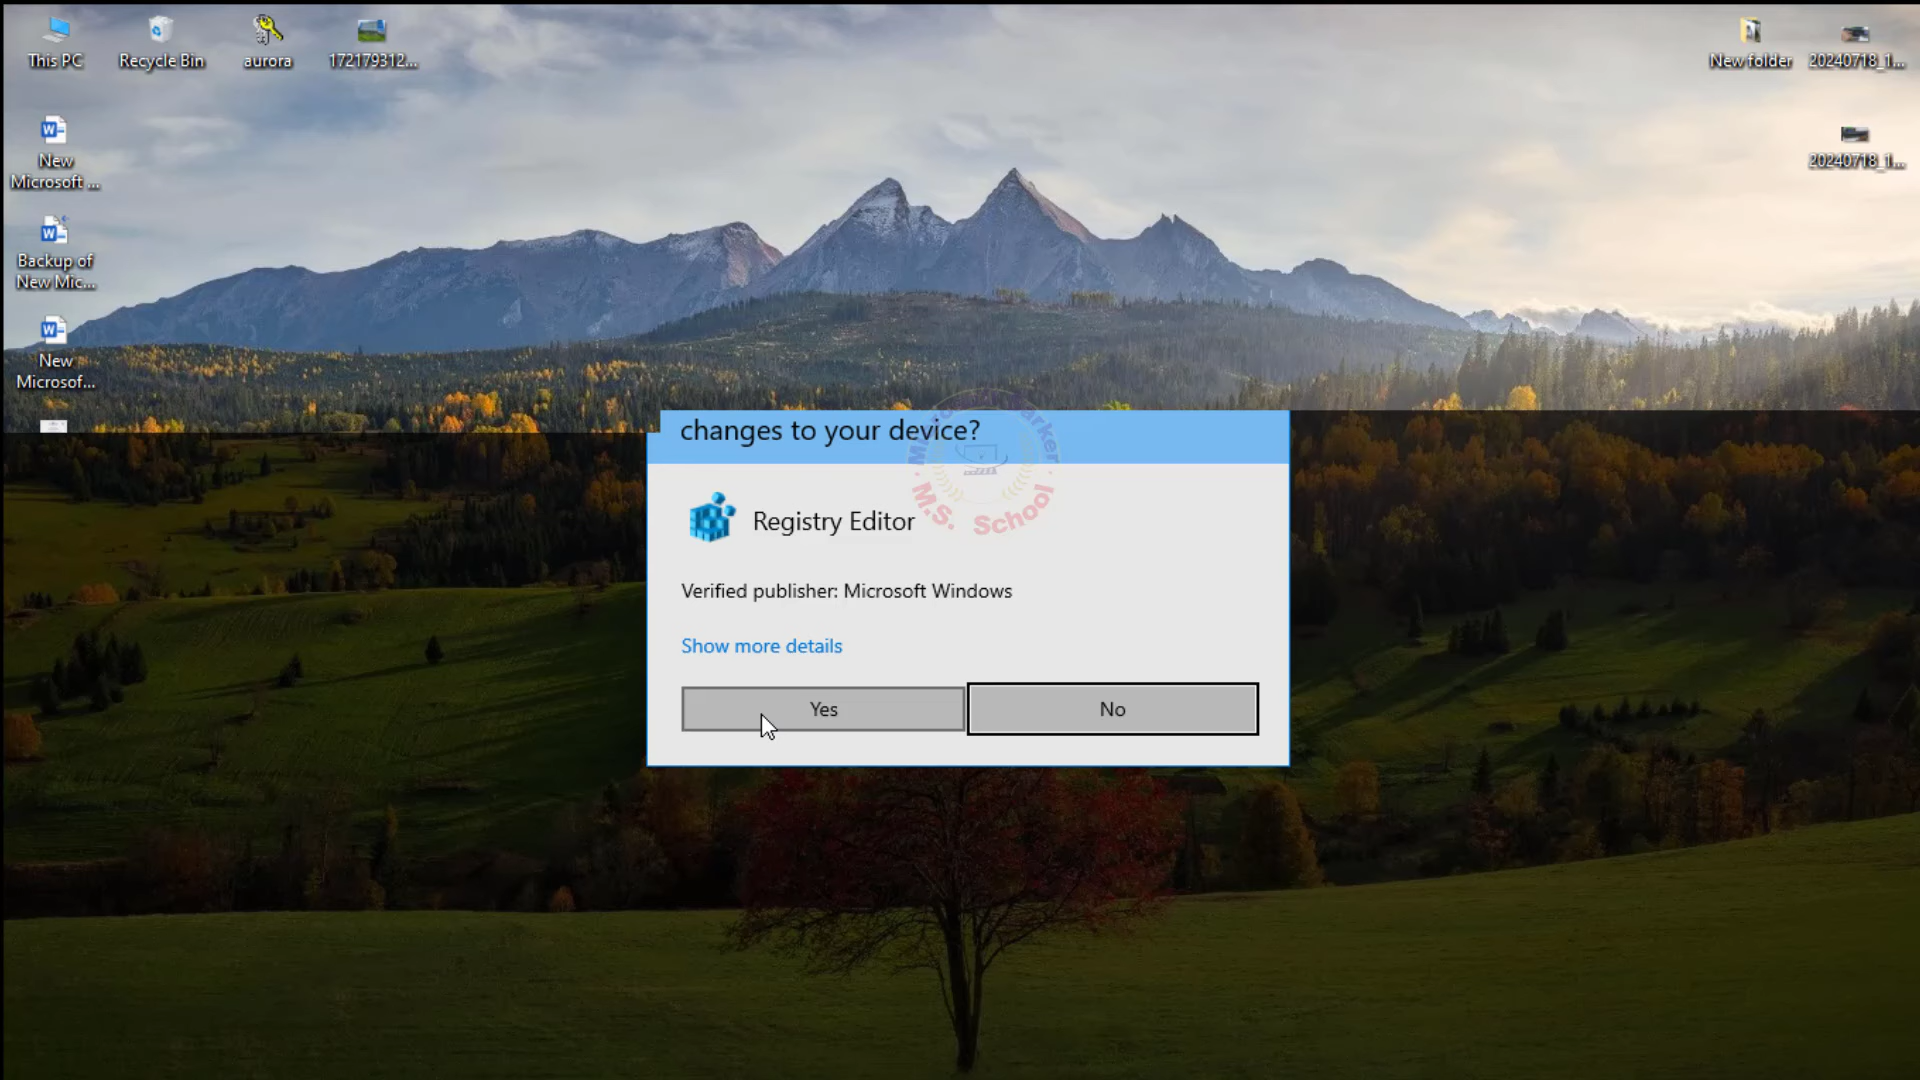 This PC
Recycle Bin
aurora
172179312...
New folder
20240718_1...
New
Microsoft ...
20240718_1...
Backup of
New Mic...
New
Microsof...
changes to your device?
Registry Editor
M.S. School
Verified publisher: Microsoft Windows
Show more details
Yes
No